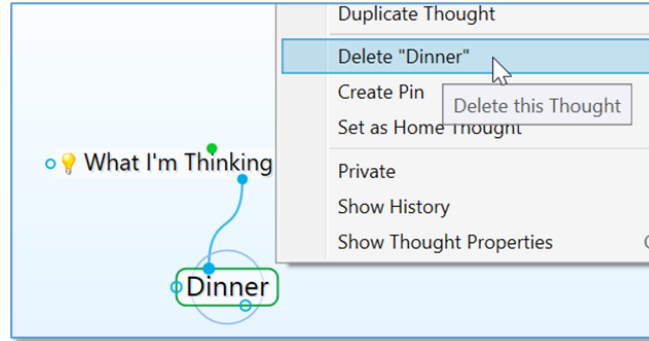 Duplicate Thought
Delete "Dinner"
Create Pin
Delete this Thought
Set as Home Thought
What I'm Thinking
Private
Show History
Show Thought Properties
Dinner